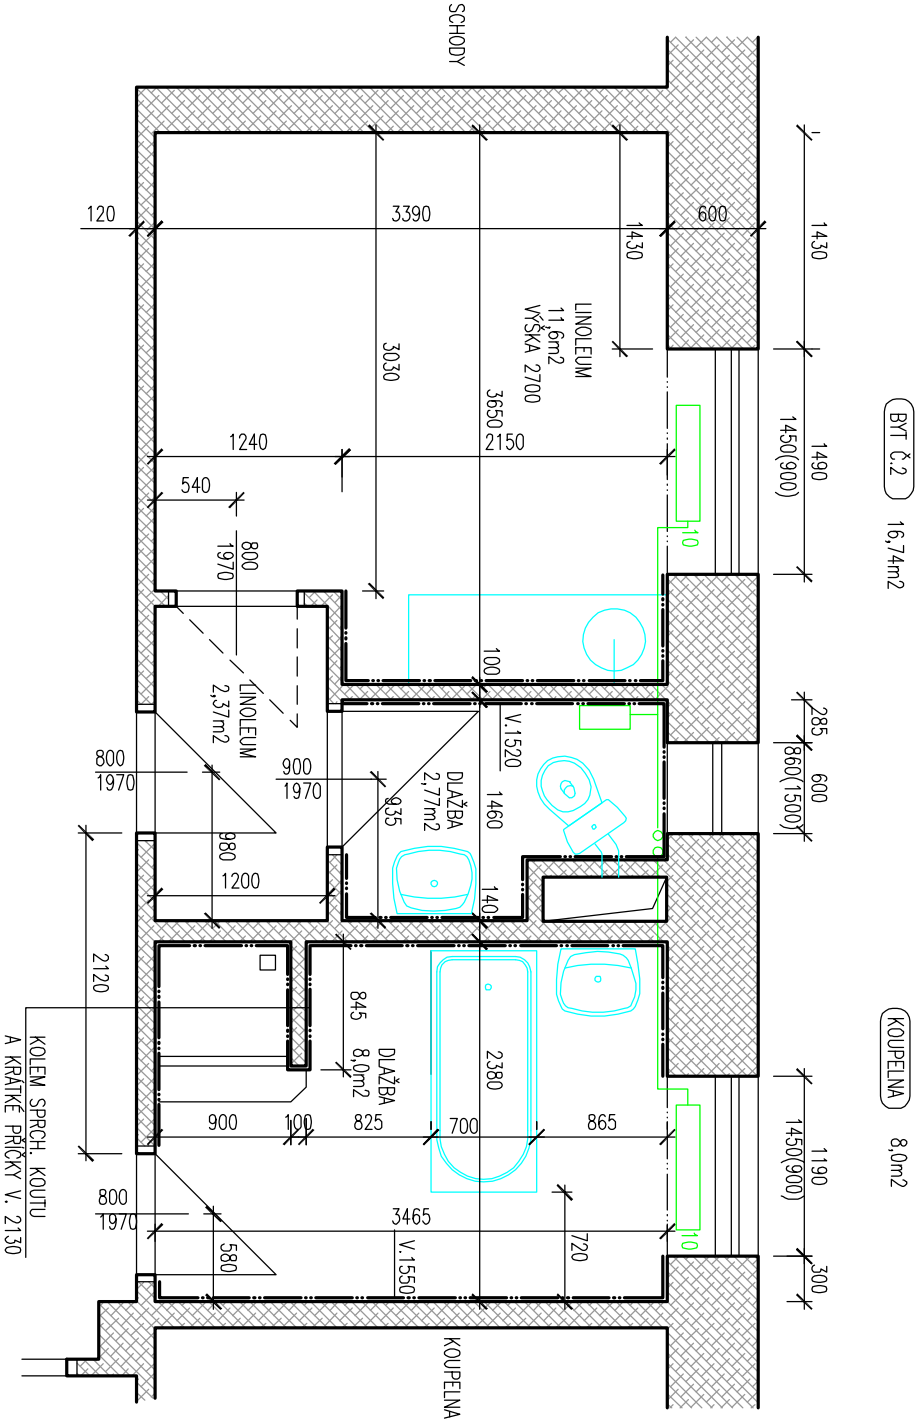 SCHODY
BYT Č.2
16,74m2
KOUPELNA
8,0m2
1430
1490
1450(900)
285
600
860(1500)
1190
1450(900)
300
120
3390
600
1430
LINOLEUM
11,6m2
VÝŠKA 2700
3030
3650
1240
2150
540
800
1970
10
100
LINOLEUM
2,37m2
V.1520
DLAŽBA
2,77m2
1460
800
1970
900
1970
935
980
1200
140
2120
845
DLAŽBA
8,0m2
2380
900
100
825
700
865
800
1970
580
3465
V.1550
720
10
KOLEM SPRCH. KOUTU
A KRÁTKÉ PŘÍČKY V. 2130
KOUPELNA